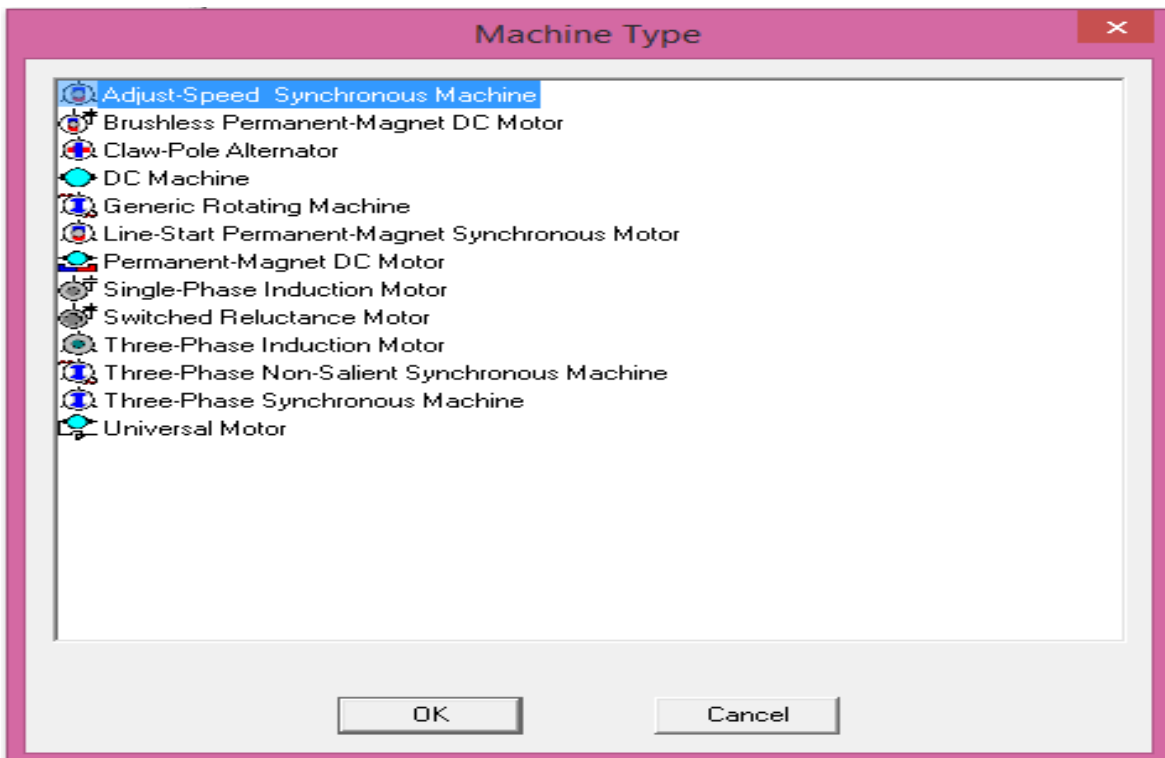 Machine Type
Adjust-Speed  Synchronous Machine
Brushless Permanent-Magnet DC Motor
Claw-Pole Alternator
DC Machine
Generic Rotating Machine
Line-Start Permanent-Magnet Synchronous Motor
Permanent-Magnet DC Motor
Single-Phase Induction Motor
Switched Reluctance Motor
Three-Phase Induction Motor
Three-Phase Non-Salient Synchronous Machine
Three-Phase Synchronous Machine
Universal Motor
OK Cancel